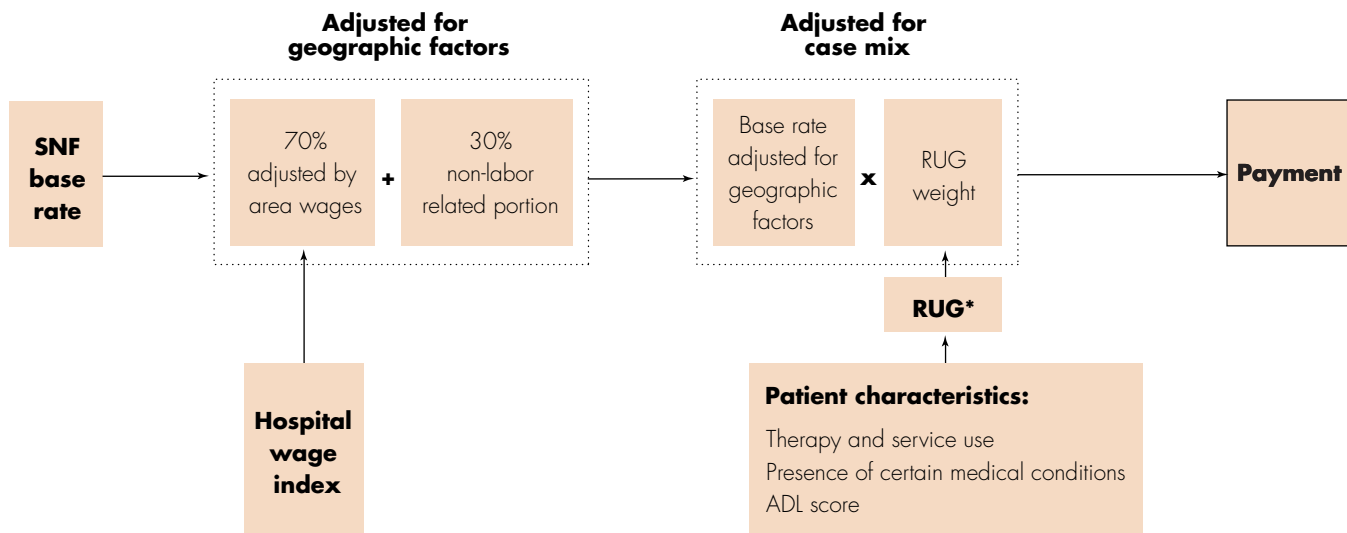 Adjusted for
geographic factors
Adjusted for
case mix
SNF
base
rate
70%
adjusted by
area wages
+
30%
non-labor
related portion
Base rate
adjusted for
geographic
factors
x
RUG
weight
Payment
RUG*
Hospital
wage
index
Patient characteristics:
Therapy and service use
Presence of certain medical conditions
ADL score